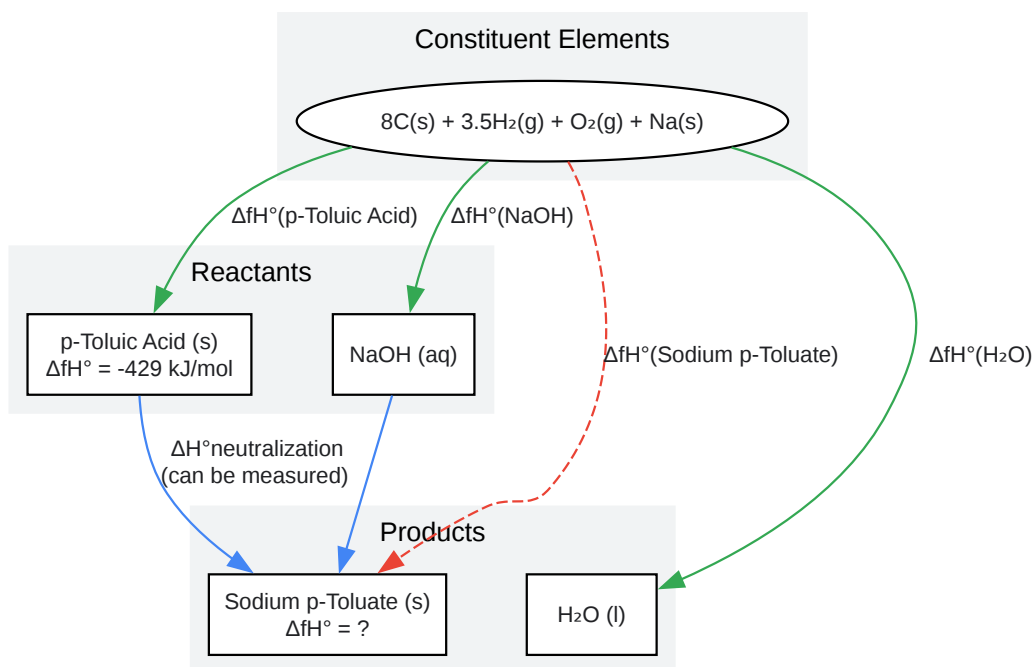 Constituent Elements
8C(s) + 3.5H₂(g) + O₂(g) + Na(s)
ΔfH°(p-Toluic Acid)
ΔfH°(NaOH)
Reactants
p-Toluic Acid (s)
ΔfH° = -429 kJ/mol
NaOH (aq)
ΔfH°(Sodium p-Toluate)
ΔfH°(H₂O)
ΔH°neutralization
(can be measured)
Products
Sodium p-Toluate (s)
ΔfH° = ?
H₂O (l)